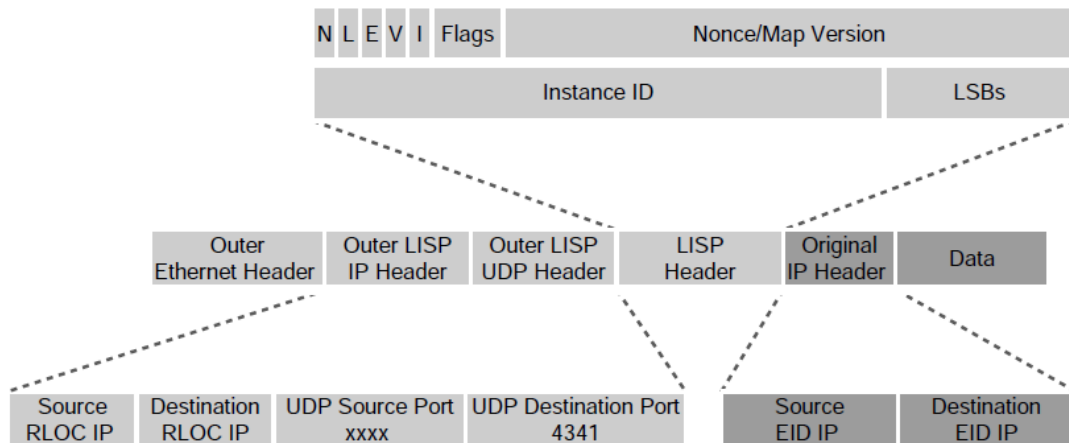 N L E V I Flags Nonce/Map Version
Instance ID LSBs
Outer Outer LISP Outer LISP LISP Original Data
Ethernet Header IP Header UDP Header Header IP Header
Source Destination UDP Source Port UDP Destination Port Source Destination
RLOC IP RLOC IP xxxx 4341 EID IP EID IP